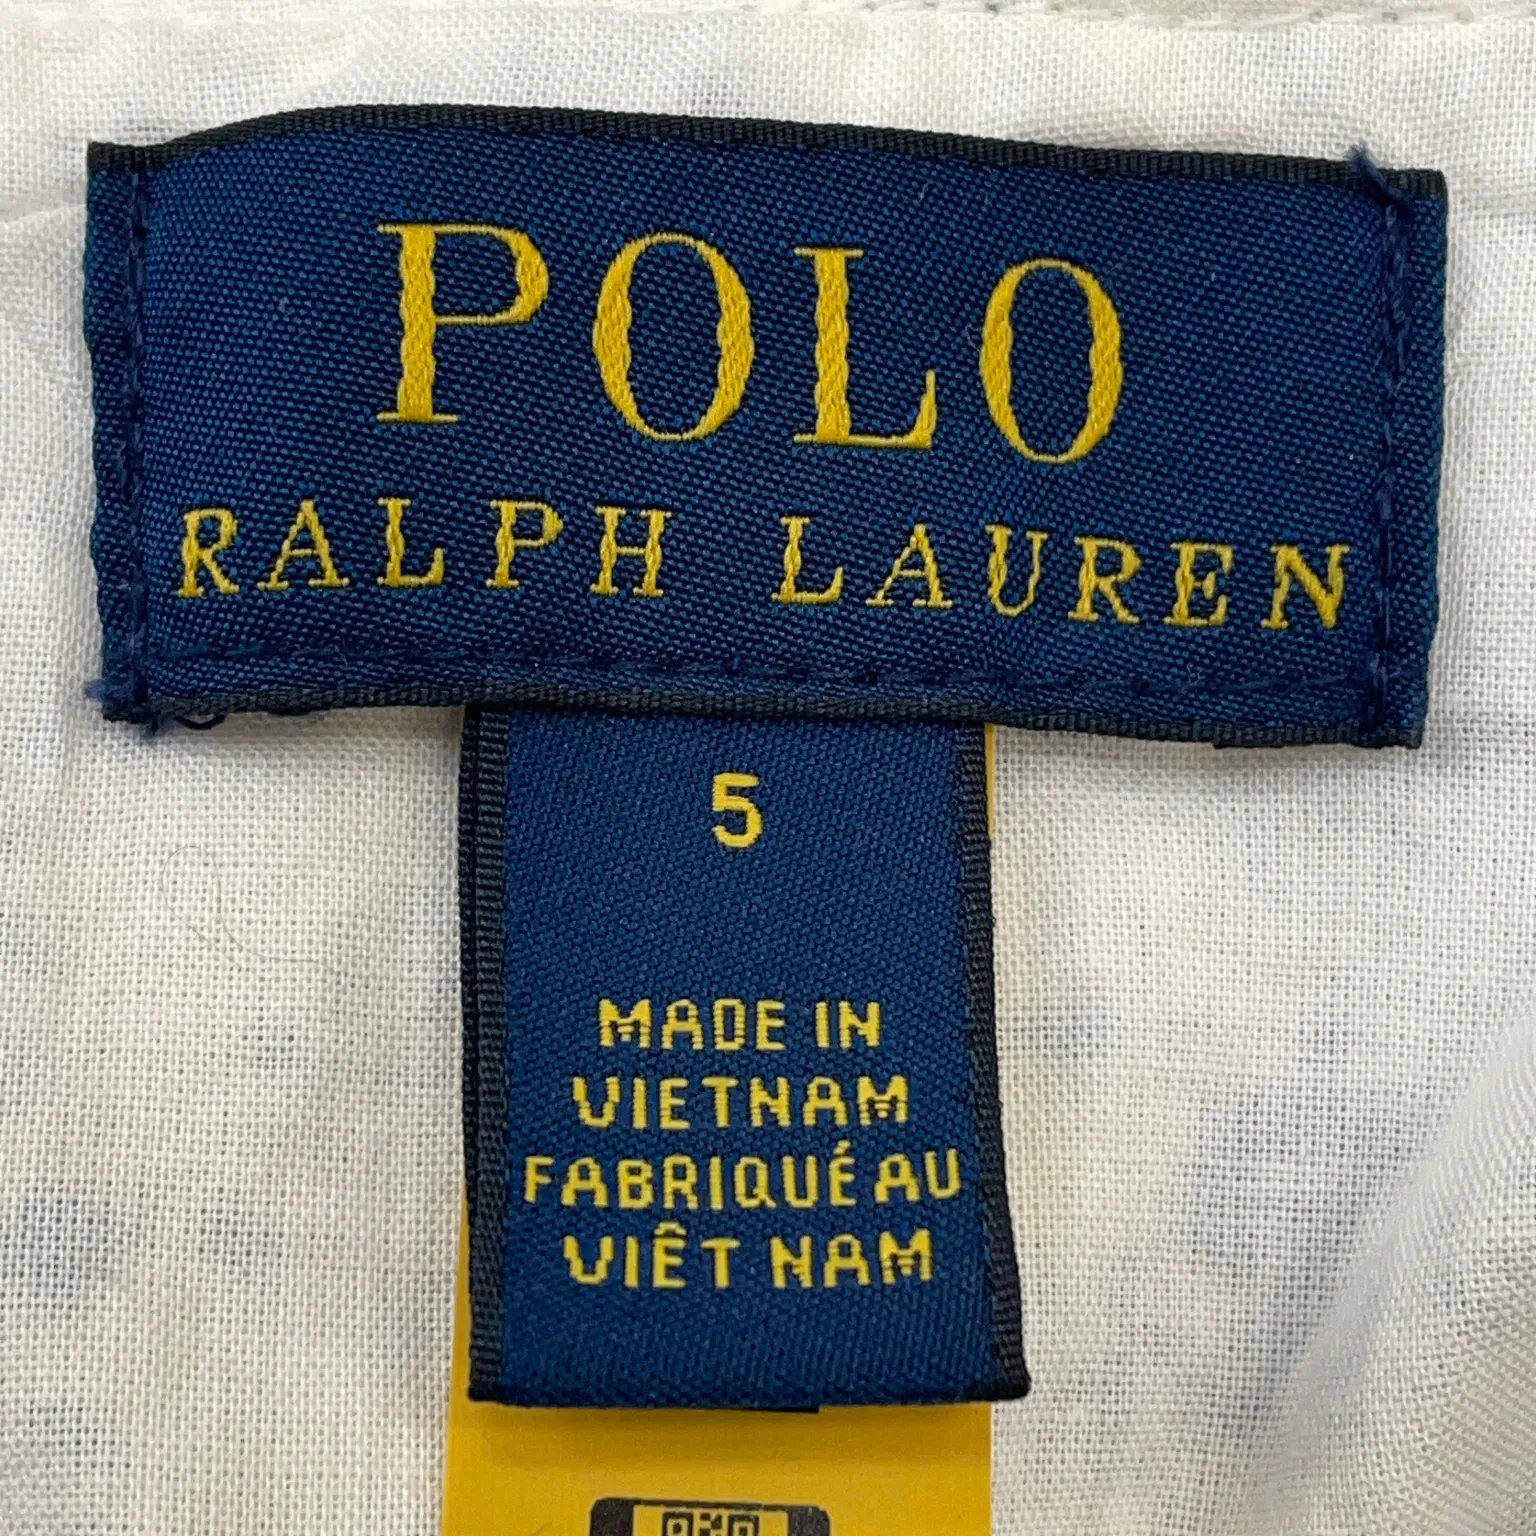 POLO
RALPH LAUREN
5
MADE IN
VIETNAM
FABRIQUÉ AU
VIÊT NAM